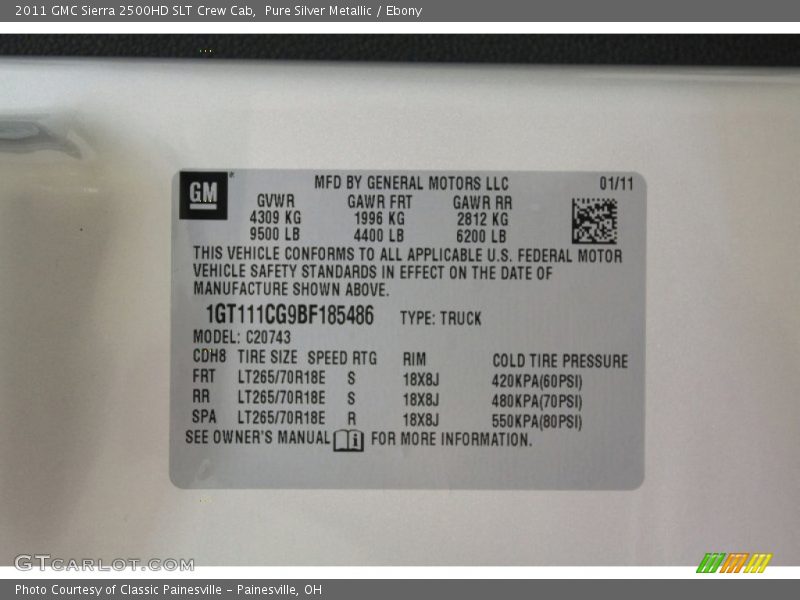 2011 GMC Sierra 2500HD SLT Crew Cab,  Pure Silver Metallic / Ebony
GM*
MFD BY GENERAL MOTORS LLC 01/11
GVWR GAWR FRT GAWR RR
4309 KG 1996 KG 2812 KG
9500 LB 4400 LB 6200 LB
THIS VEHICLE CONFORMS TO ALL APPLICABLE U.S. FEDERAL MOTOR
VEHICLE SAFETY STANDARDS IN EFFECT ON THE DATE OF
MANUFACTURE SHOWN ABOVE.
1GT111CG9BF185486 TYPE: TRUCK
MODEL: C20743
CDH8 TIRE SIZE SPEED RTG RIM COLD TIRE PRESSURE
FRT LT265/70R18E S 18X8J 420KPA(60PSI)
RR LT265/70R18E S 18X8J 480KPA(70PSI)
SPA LT265/70R18E R 18X8J 550KPA(80PSI)
SEE OWNER'S MANUAL i FOR MORE INFORMATION.
GTCARLOT.COM
Photo Courtesy of Classic Painesville - Painesville, OH